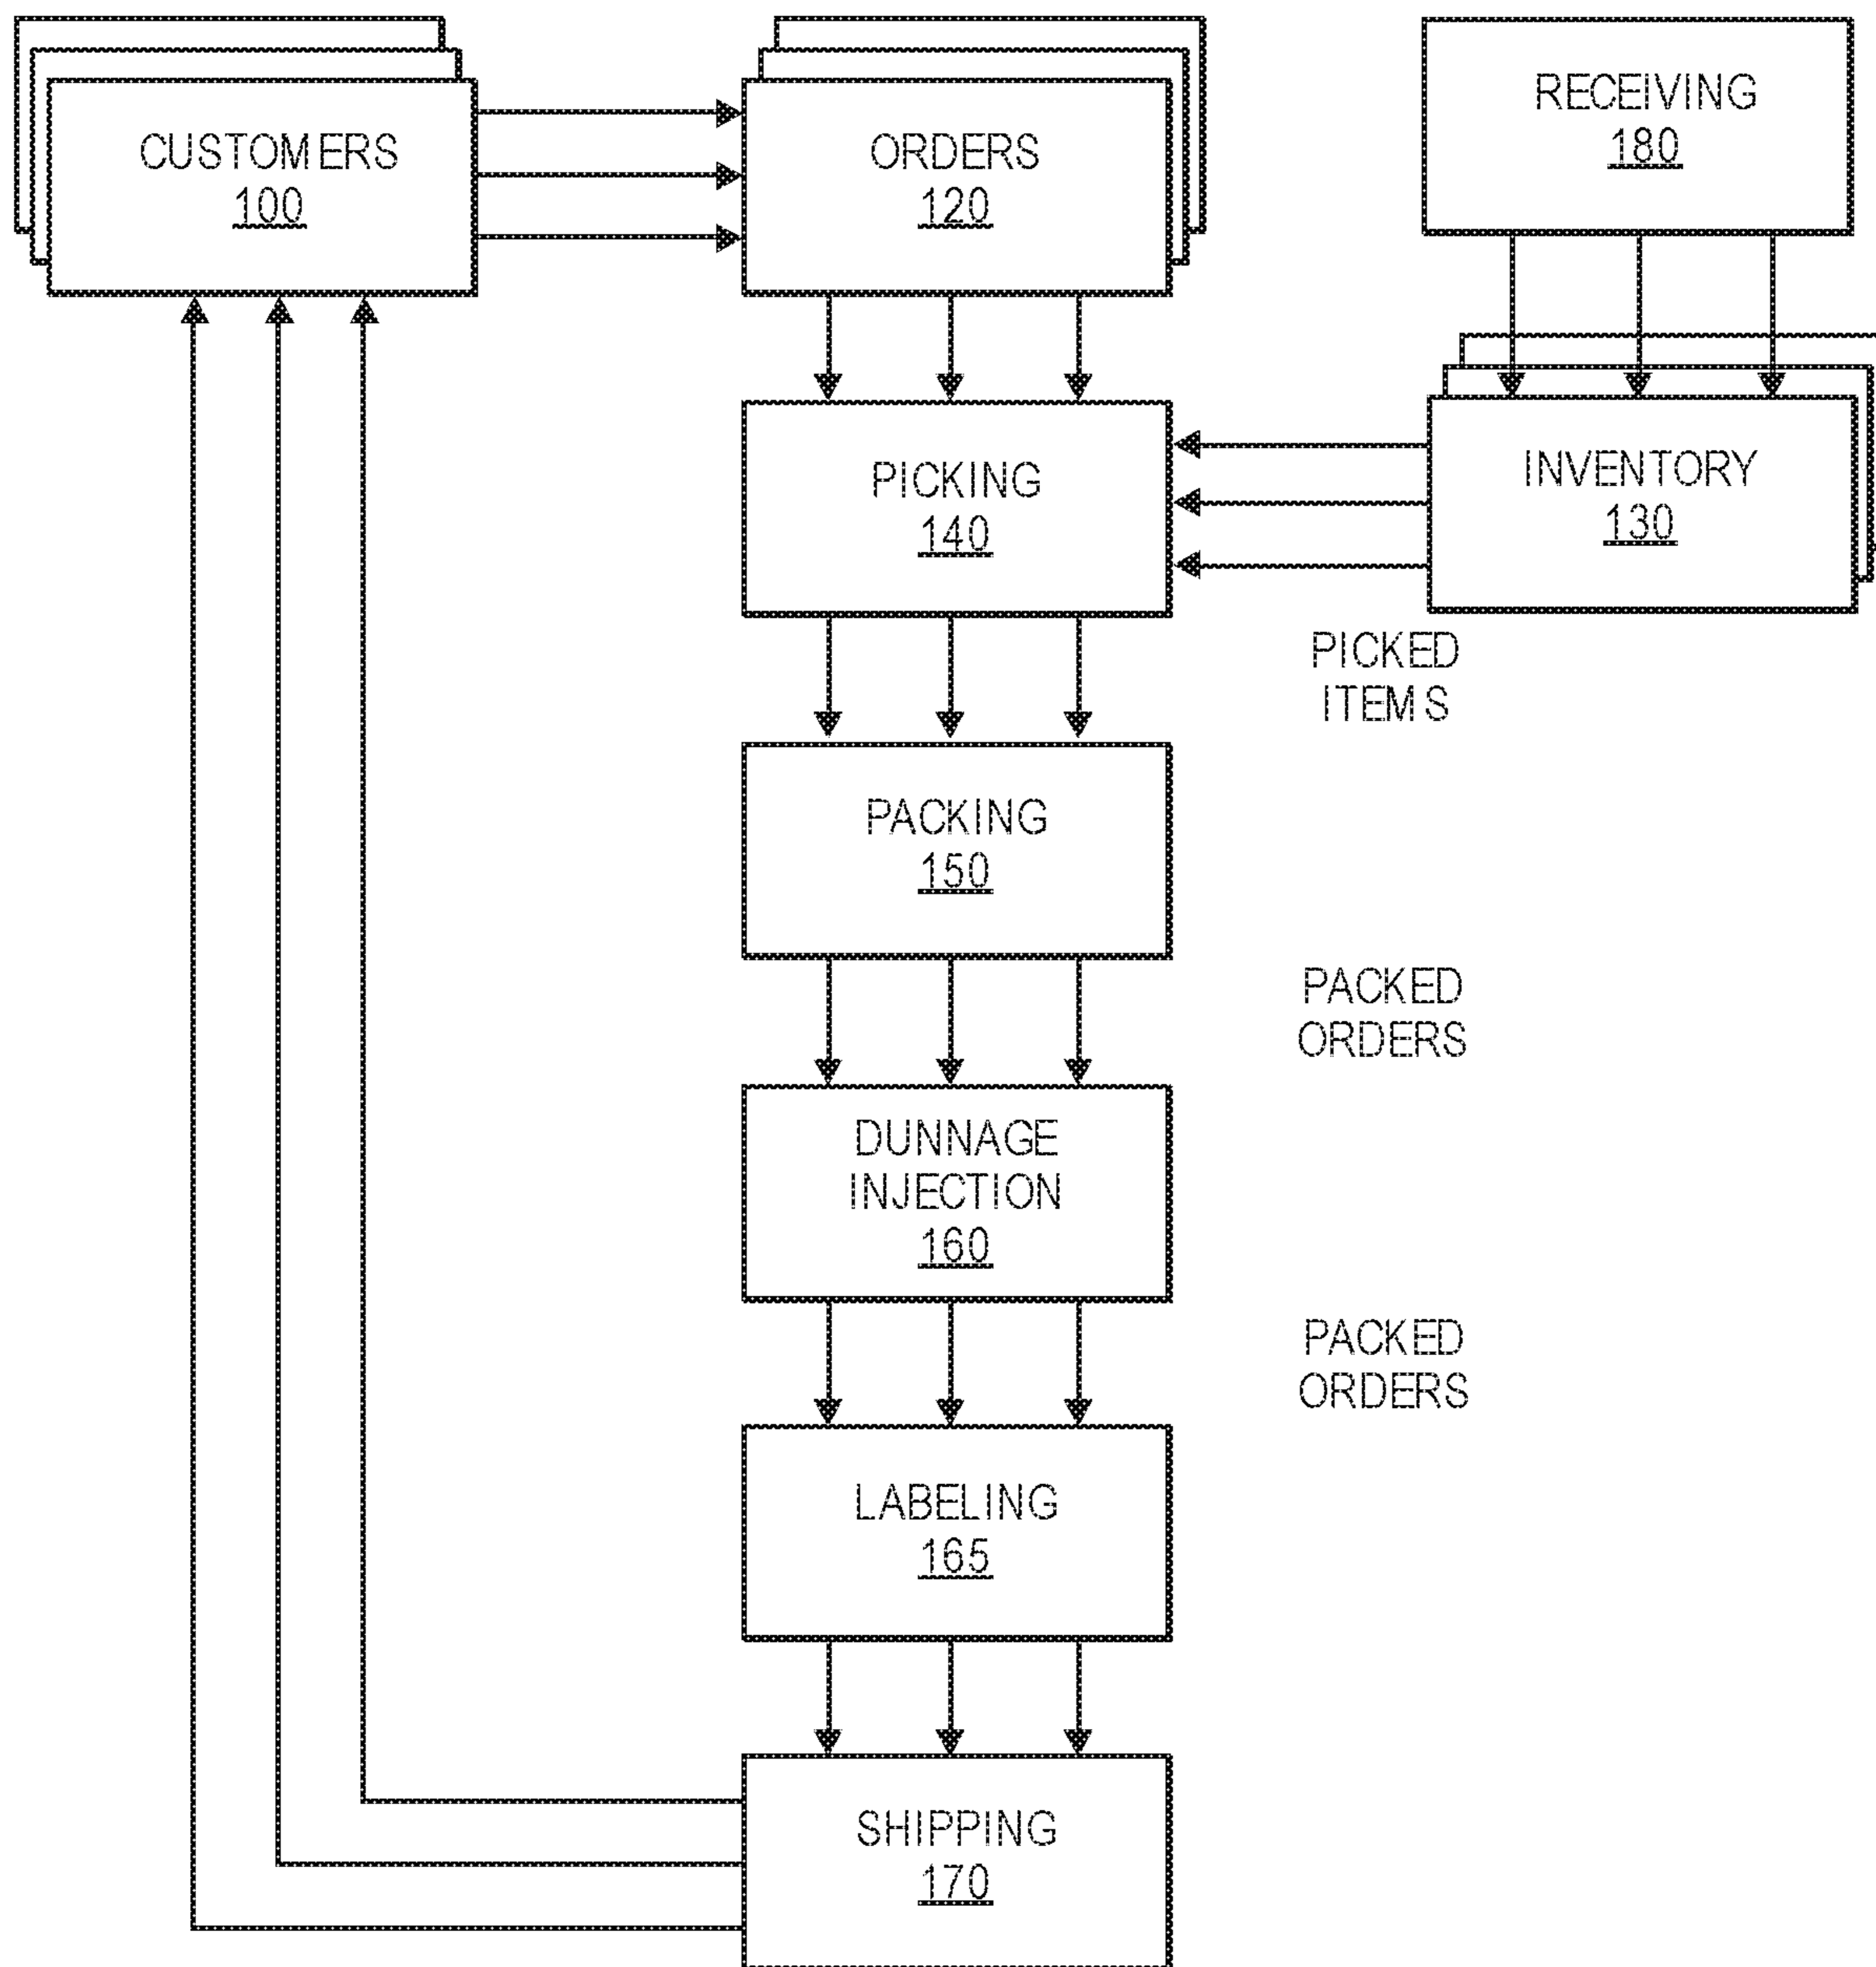 CUSTOMERS
100
ORDERS
120
RECEIVING
180
PICKING
140
INVENTORY
130
PICKED
ITEMS
PACKING
150
PACKED
ORDERS
DUNNAGE
INJECTION
160
PACKED
ORDERS
LABELING
165
SHIPPING
170